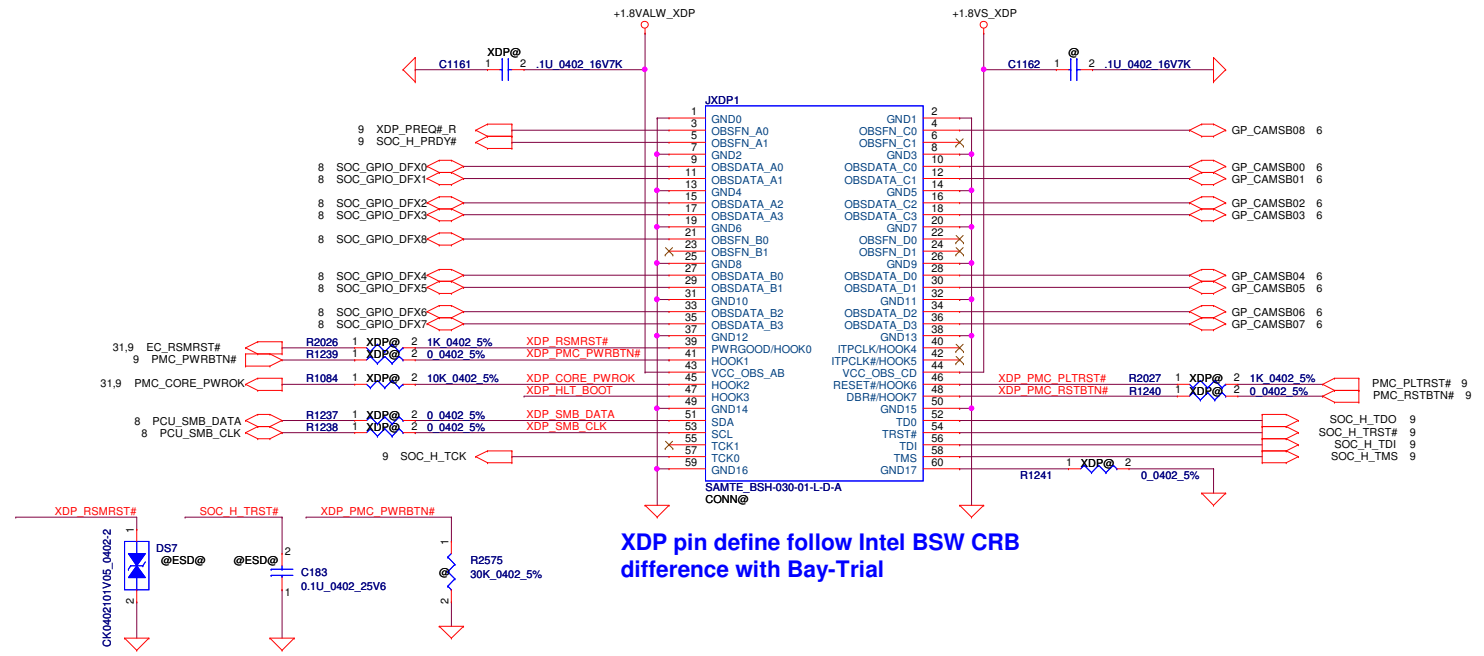 +1.8VALW_XDP +1.8VS_XDP
XDP@ @
C1161 1 2 .1U_0402_16V7K C1162 1 2 .1U_0402_16V7K
JXDP1
1 GND0 GND1 2
9 XDP_PREQ#_R 3 OBSFN_A0 OBSFN_C0 4 GP_CAMSB08 6
9 SOC_H_PRDY# 5 OBSFN_A1 OBSFN_C1 6
7 GND2 GND3 8
8 SOC_GPIO_DFX0 9 OBSDATA_A0 OBSDATA_C0 10 GP_CAMSB00 6
8 SOC_GPIO_DFX1 11 OBSDATA_A1 OBSDATA_C1 12 GP_CAMSB01 6
13 GND4 GND5 14
8 SOC_GPIO_DFX2 15 OBSDATA_A2 OBSDATA_C2 16 GP_CAMSB02 6
8 SOC_GPIO_DFX3 17 OBSDATA_A3 OBSDATA_C3 18 GP_CAMSB03 6
19 GND6 GND7 20
8 SOC_GPIO_DFX8 21 OBSFN_B0 OBSFN_D0 22
23 OBSFN_B1 OBSFN_D1 24
25 GND8 GND9 26
8 SOC_GPIO_DFX4 27 OBSDATA_B0 OBSDATA_D0 28 GP_CAMSB04 6
8 SOC_GPIO_DFX5 29 OBSDATA_B1 OBSDATA_D1 30 GP_CAMSB05 6
31 GND10 GND11 32
8 SOC_GPIO_DFX6 33 OBSDATA_B2 OBSDATA_D2 34 GP_CAMSB06 6
8 SOC_GPIO_DFX7 35 OBSDATA_B3 OBSDATA_D3 36 GP_CAMSB07 6
37 GND12 GND13 38
31,9 EC_RSMRST# R2026 1 XDP@ 2 1K_0402_5% XDP_RSMRST# 39 PWRGOOD/HOOK0 ITPCLK/HOOK4 40
9 PMC_PWRBTN# R1239 1 XDP@ 2 0_0402_5% XDP_PMC_PWRBTN# 41 HOOK1 ITPCLK#/HOOK5 42
43 VCC_OBS_AB VCC_OBS_CD 44
31,9 PMC_CORE_PWROK R1084 1 XDP@ 2 10K_0402_5% XDP_CORE_PWROK 45 HOOK2 RESET#/HOOK6 46 XDP_PMC_PLTRST# R2027 1 XDP@ 2 1K_0402_5% PMC_PLTRST# 9
XDP_HLT_BOOT 47 HOOK3 DBR#/HOOK7 48 XDP_PMC_RSTBTN# R1240 1 XDP@ 2 0_0402_5% PMC_RSTBTN# 9
49 GND14 GND15 50
8 PCU_SMB_DATA R1237 1 XDP@ 2 0_0402_5% XDP_SMB_DATA 51 SDA TD0 52 SOC_H_TDO 9
8 PCU_SMB_CLK R1238 1 XDP@ 2 0_0402_5% XDP_SMB_CLK 53 SCL TRST# 54 SOC_H_TRST# 9
55 TCK1 TDI 56 SOC_H_TDI 9
9 SOC_H_TCK 57 TCK0 TMS 58 SOC_H_TMS 9
59 GND16 GND17 60 R1241 1 XDP@ 2 0_0402_5%
SAMTE_BSH-030-01-L-D-A
CONN@
XDP_RSMRST# SOC_H_TRST# XDP_PMC_PWRBTN#
XDP pin define follow Intel BSW CRB
difference with Bay-Trial
CK0402101V05_0402-2
1
DS7
@ESD@
2
@ESD@
2
C183
0.1U_0402_25V6
1
1
@
R2575
30K_0402_5%
2